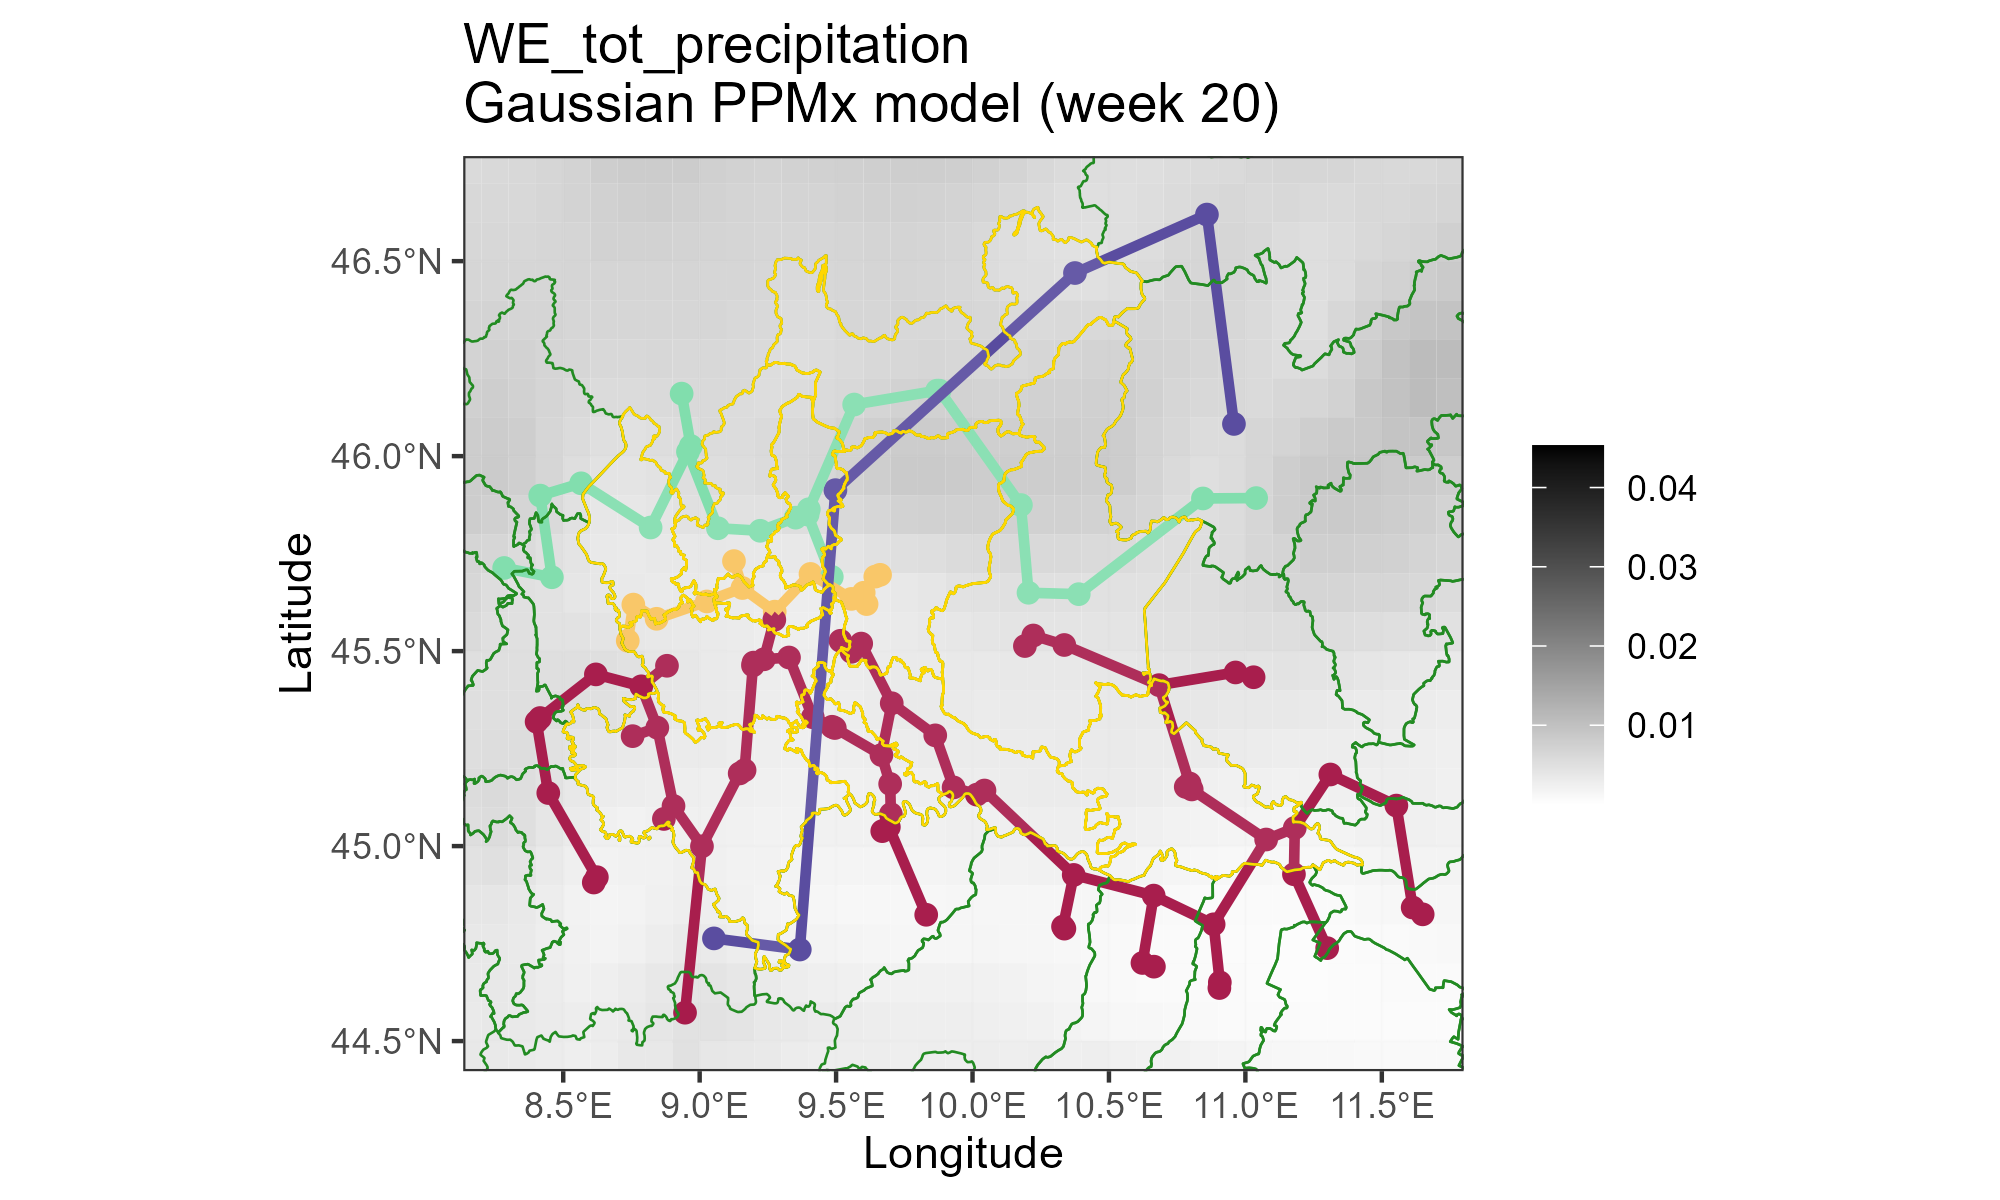 WE_tot_precipitation
Gaussian PPMx model (week 20)
46.5°N
46.0°N
45.5°N
45.0°N
44.5°N
Latitude
8.5°E 9.0°E 9.5°E 10.0°E 10.5°E 11.0°E 11.5°E
Longitude
0.04
0.03
0.02
0.01